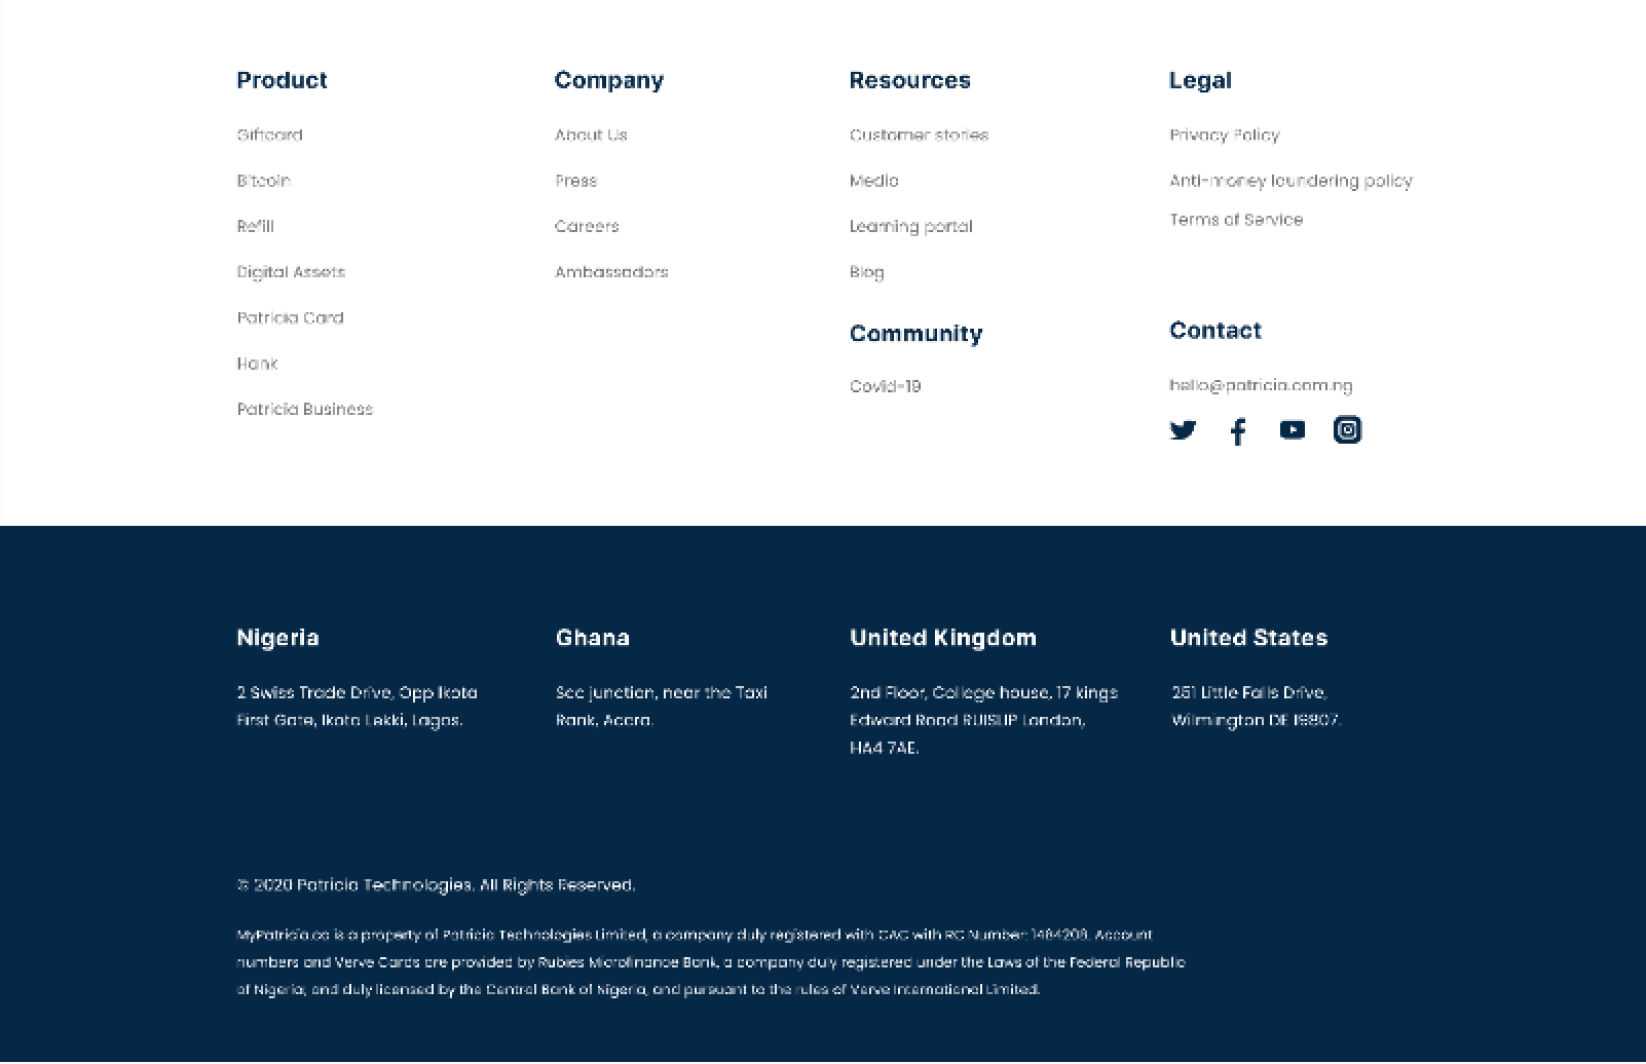 Product
Giftcard
Bitcoin
Refill
Digital Assets
Patricia Card
Hank
Patricia Business
Company
About Us
Press
Careers
Ambassadors
Resources
Customer stories
Media
Learning portal
Blog
Community
Covid-19
Legal
Privacy Policy
Anti-money laundering policy
Terms of Service
Contact
hello@patricia.com.ng
Nigeria
2 Swiss Trade Drive, Opp Ikota
First Gate, Ikota Lekki, Lagos.
Ghana
Scc junction, near the Taxi
Rank, Accra.
United Kingdom
2nd Floor, College house, 17 kings
Edward Road RUISLIP London,
HA4 7AE.
United States
251 Little Falls Drive,
Wilmington DE 19807.
© 2020 Patricia Technologies. All Rights Reserved.
MyPatricia.co is a property of Patricia Technologies Limited, a company duly registered with CAC with RC Number: 1484208. Account
numbers and Verve Cards are provided by Rubies Microfinance Bank, a company duly registered under the Laws of the Federal Republic
of Nigeria, and duly licensed by the Central Bank of Nigeria, and pursuant to the rules of Verve International Limited.